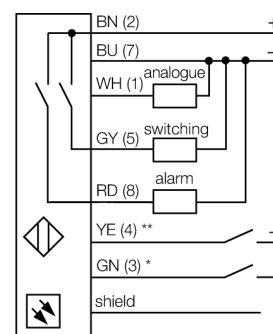 BN (2)
BU (7)
analogue
WH (1)
switching
GY (5)
alarm
RD (8)
YE (4) **
GN (3) *
shield